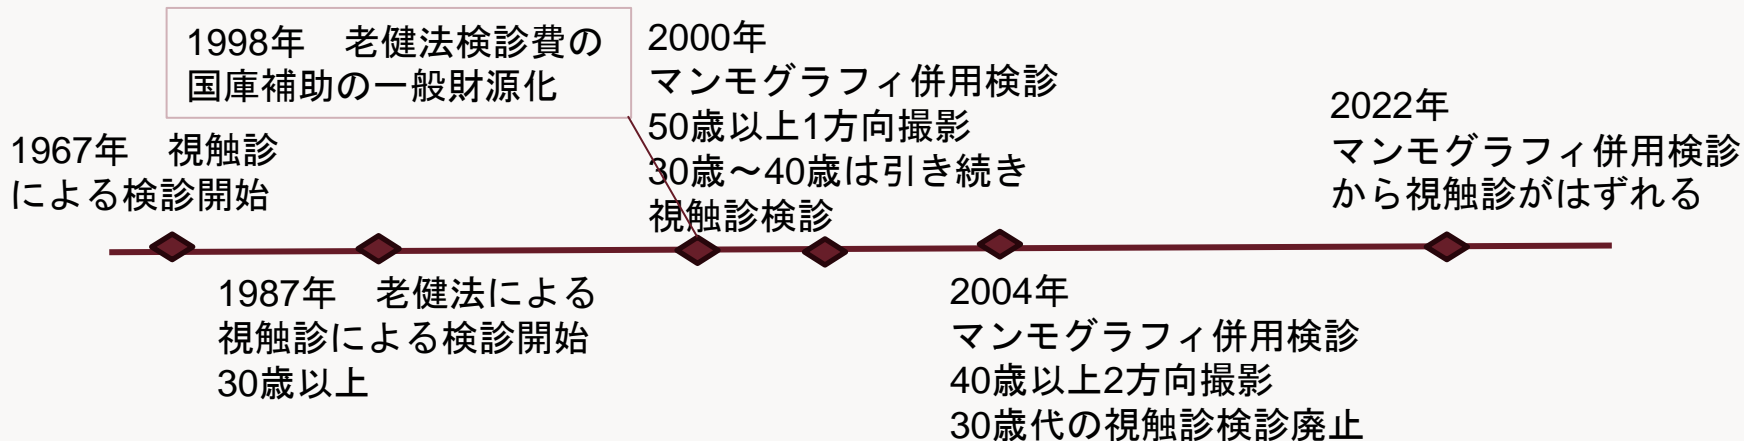 1967年　視触診
による検診開始
1987年　老健法による
視触診による検診開始
30歳以上
1998年　老健法検診費の
国庫補助の一般財源化
2000年
マンモグラフィ併用検診
50歳以上1方向撮影
30歳～40歳は引き続き
視触診検診
2004年
マンモグラフィ併用検診
40歳以上2方向撮影
30歳代の視触診検診廃止
2022年
マンモグラフィ併用検診
から視触診がはずれる